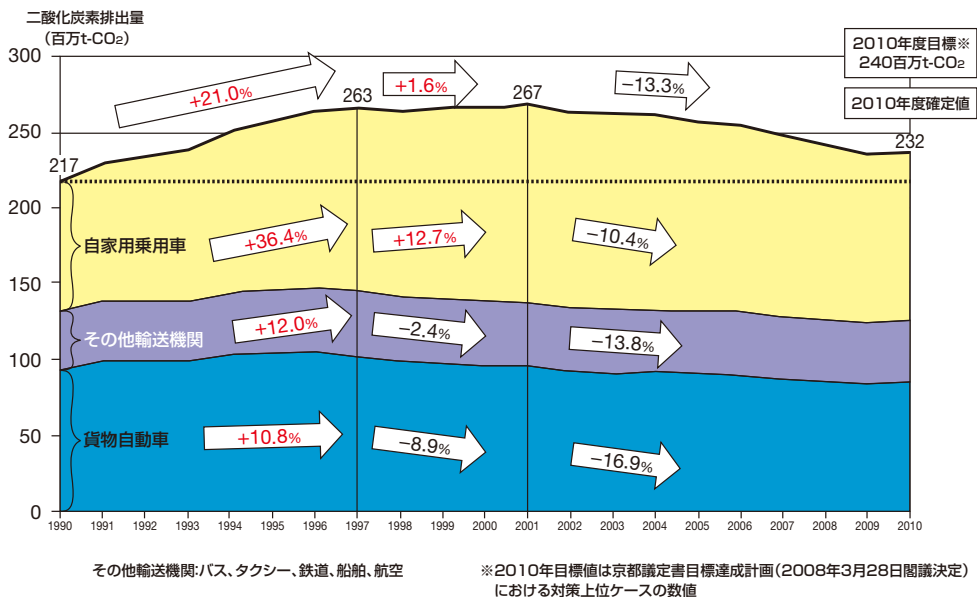 二酸化炭素排出量
(百万t-CO₂)
300
250
200
150
100
50
0
2010年度目標※
240百万t-CO₂
2010年度確定値
+21.0%
+1.6%
−13.3%
217
263
267
232
自家用乗用車
+36.4%
+12.7%
−10.4%
その他輸送機関
+12.0%
−2.4%
−13.8%
貨物自動車
+10.8%
−8.9%
−16.9%
1990 1991 1992 1993 1994 1995 1996 1997 1998 1999 2000 2001 2002 2003 2004 2005 2006 2007 2008 2009 2010
その他輸送機関:バス、タクシー、鉄道、船舶、航空
※2010年目標値は京都議定書目標達成計画(2008年3月28日閣議決定)
における対策上位ケースの数値